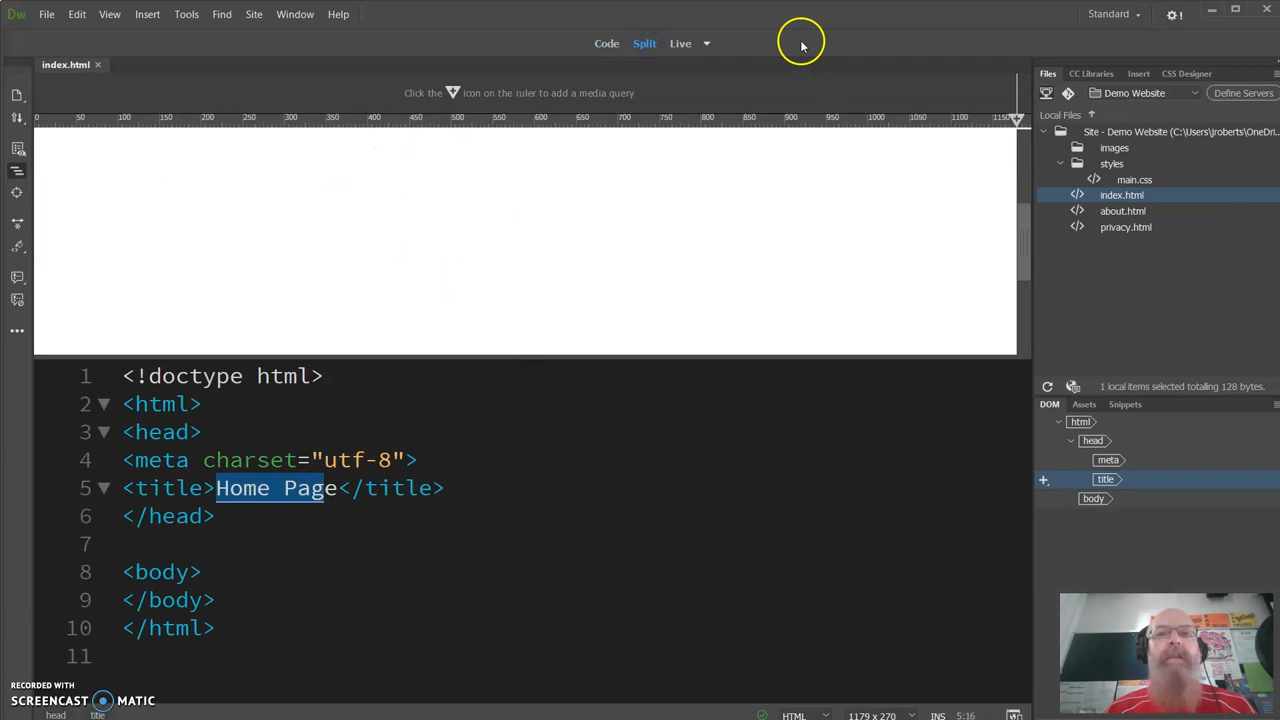 Dw File Edit View Insert Tools Find Site Window Help Standard
Code Split Live
index.html
Click the icon on the ruler to add a media query
0 50 100 150 200 250 300 350 400 450 500 550 600 650 700 750 800 850 900 950 1000 1050 1100 1150
1 <!doctype html>
2 <html>
3 <head>
4 <meta charset="utf-8">
5 <title>Home Page</title>
6 </head>
7
8 <body>
9 </body>
10 </html>
11
RECORDED WITH
SCREENCAST MATIC
head title
HTML 1179 x 270 INS 5:16
Files CC Libraries Insert CSS Designer
Demo Website Define Servers
Local Files
Site - Demo Website (C:\Users\jroberts\OneDri...
images
styles
main.css
index.html
about.html
privacy.html
1 local items selected totalling 128 bytes.
DOM Assets Snippets
html
head
meta
title
body